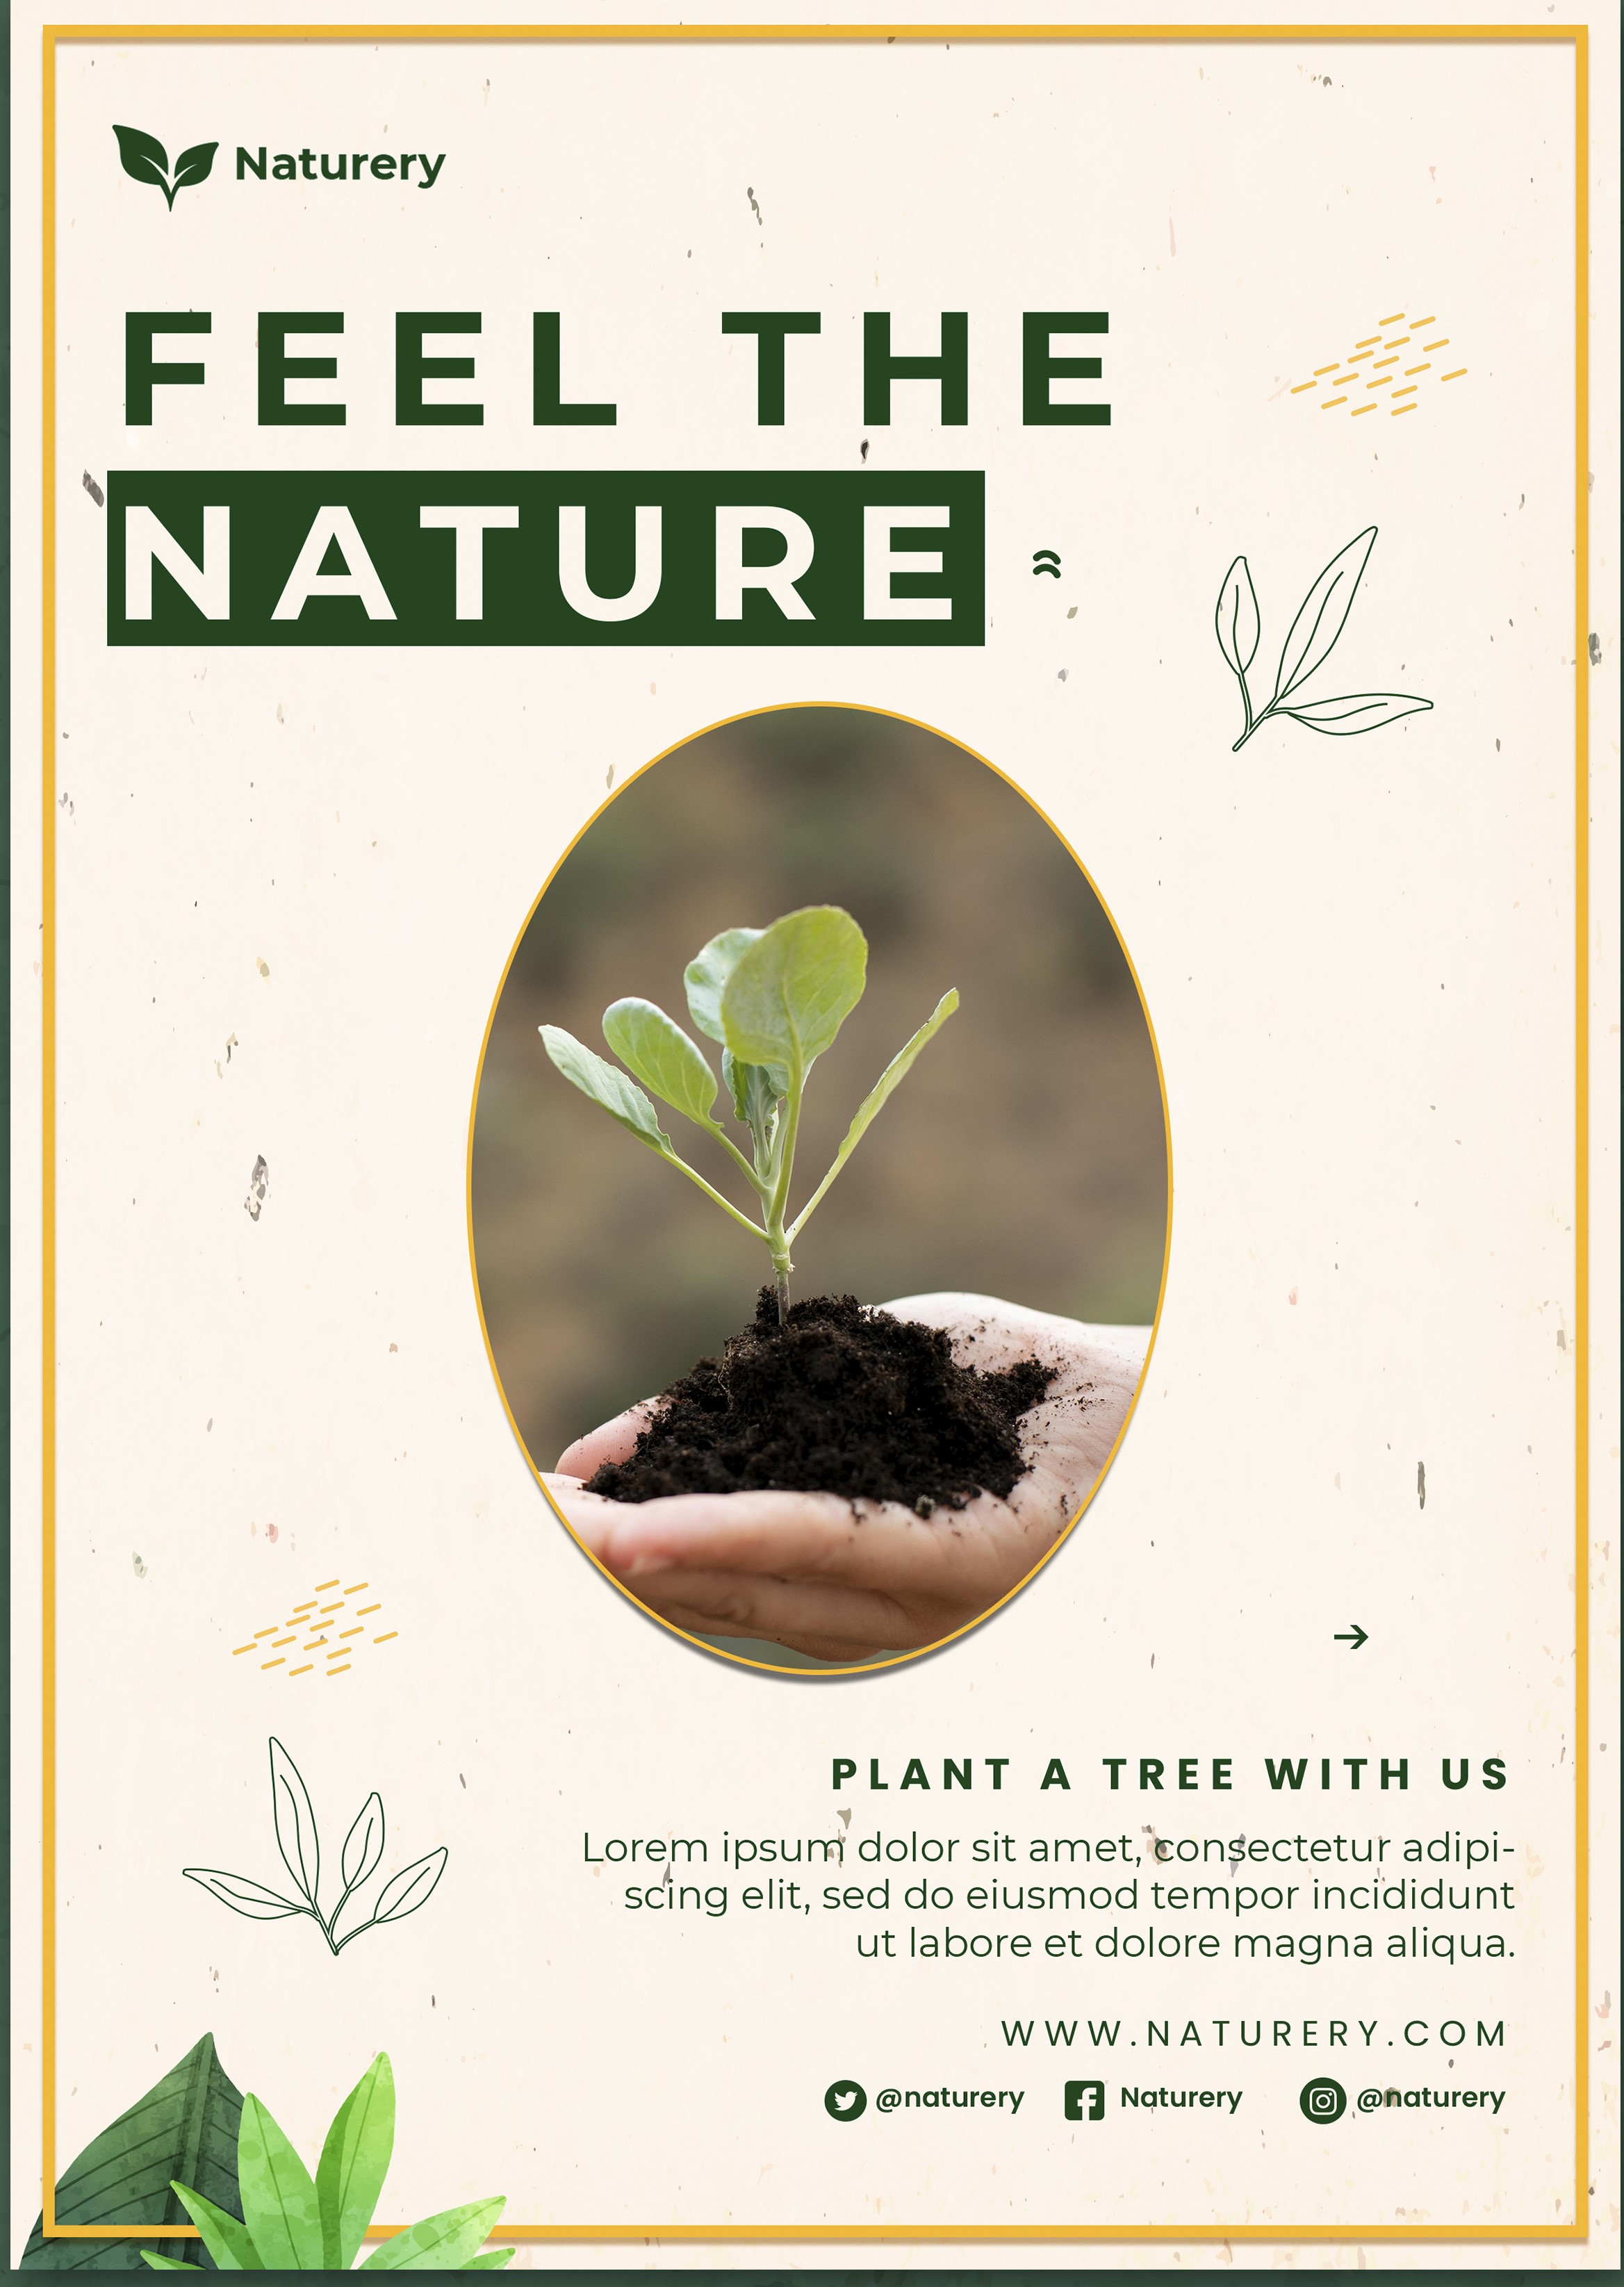 Naturery
FEEL THE
NATURE
PLANT A TREE WITH US
Lorem ipsum dolor sit amet, consectetur adipi-
scing elit, sed do eiusmod tempor incididunt
ut labore et dolore magna aliqua.
WWW.NATURERY.COM
@naturery Naturery @naturery